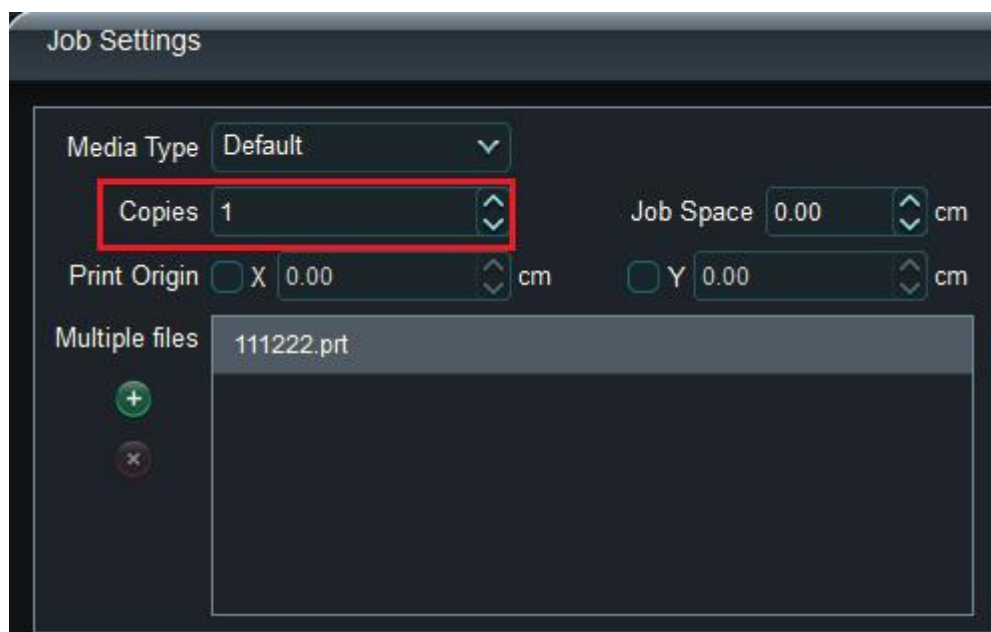 Job Settings
Media Type Default
Copies 1 Job Space 0.00 cm
Print Origin X 0.00 cm Y 0.00 cm
Multiple files 111222.prt